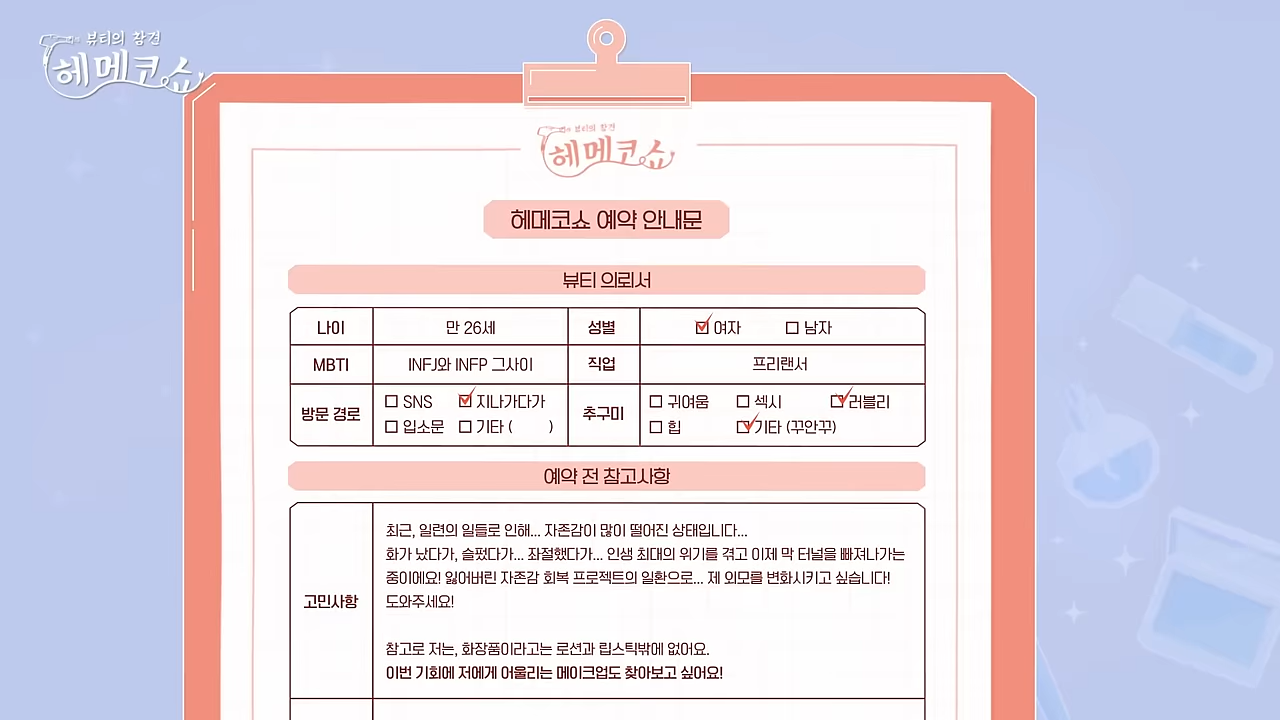 뷰티의 참견
헤메코쇼
뷰티의 참견
헤메코쇼
헤메코쇼 예약 안내문
뷰티 의뢰서
나이 만 26세 성별 ☑ 여자 ☐ 남자
MBTI INFJ와 INFP 그사이 직업 프리랜서
방문 경로 ☐ SNS ☑ 지나가다가 추구미 ☐ 귀여움 ☐ 섹시 ☑ 러블리
☐ 입소문 ☐ 기타 ( ) ☐ 힙 ☑ 기타 (꾸안꾸)
예약 전 참고사항
고민사항
최근, 일련의 일들로 인해... 자존감이 많이 떨어진 상태입니다...
화가 났다가, 슬펐다가... 좌절했다가... 인생 최대의 위기를 겪고 이제 막 터널을 빠져나가는
중이에요! 잃어버린 자존감 회복 프로젝트의 일환으로... 제 외모를 변화시키고 싶습니다!
도와주세요!
참고로 저는, 화장품이라고는 로션과 립스틱밖에 없어요.
이번 기회에 저에게 어울리는 메이크업도 찾아보고 싶어요!